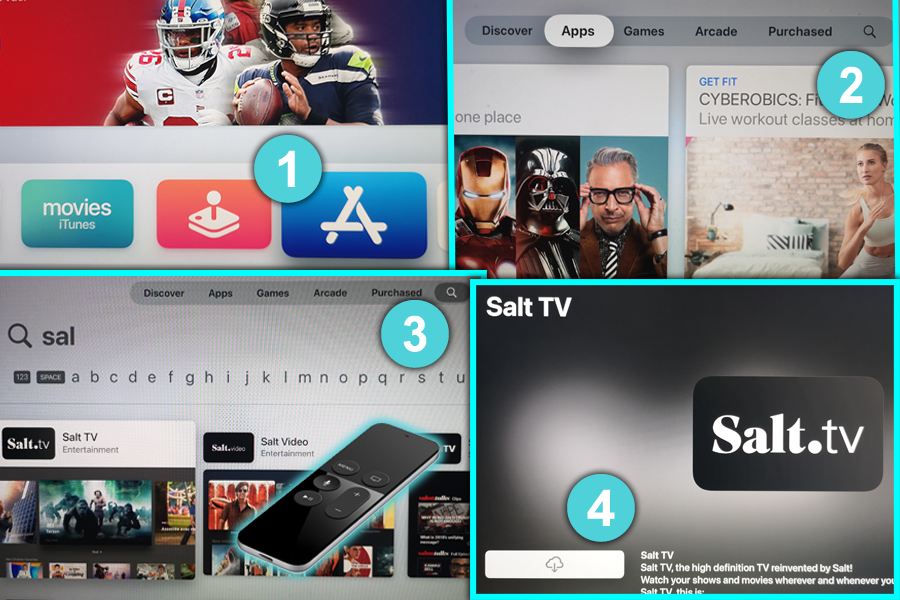 26
C
1
movies
iTunes
Discover
Apps
Games
Arcade
Purchased
2
one place
GET FIT
CYBEROBICS: Fi
Live workout classes at hom
Discover
Apps
Games
Arcade
Purchased
3
sal
123 SPACE a b c d e f g h i j k l m n o p q r s t u
Salt.tv
Salt TV
Entertainment
Salt.video
Salt Video
Entertainment
TV
MENU
Salt TV
Salt.tv
4
Salt TV
Salt TV, the high definition TV reinvented by Salt!
Watch your shows and movies wherever and whenever you
Salt TV, this is: